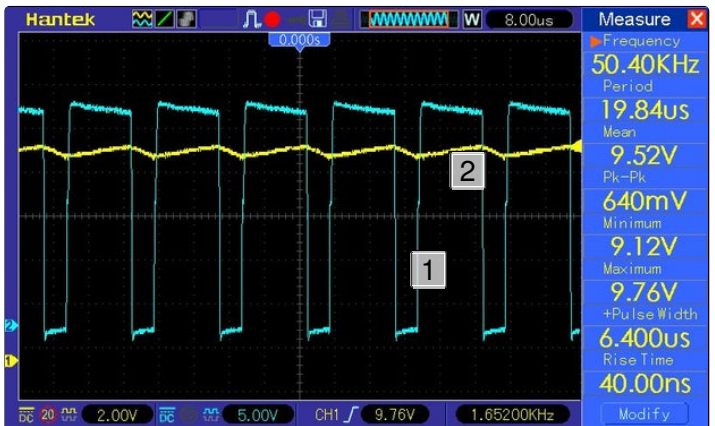 Hantek W 8.00us Measure X
0.000s
Frequency
50.40KHz
Period
19.84us
Mean
9.52V
Pk-Pk
640mV
Minimum
9.12V
Maximum
9.76V
+Pulse Width
6.400us
Rise Time
40.00ns
Modify
2
1
2
1
DC 20 2.00V DC 5.00V CH1 9.76V 1.65200KHz